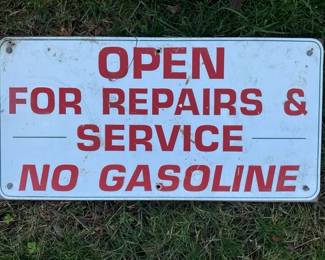 OPEN
FOR REPAIRS &
SERVICE
NO GASOLINE